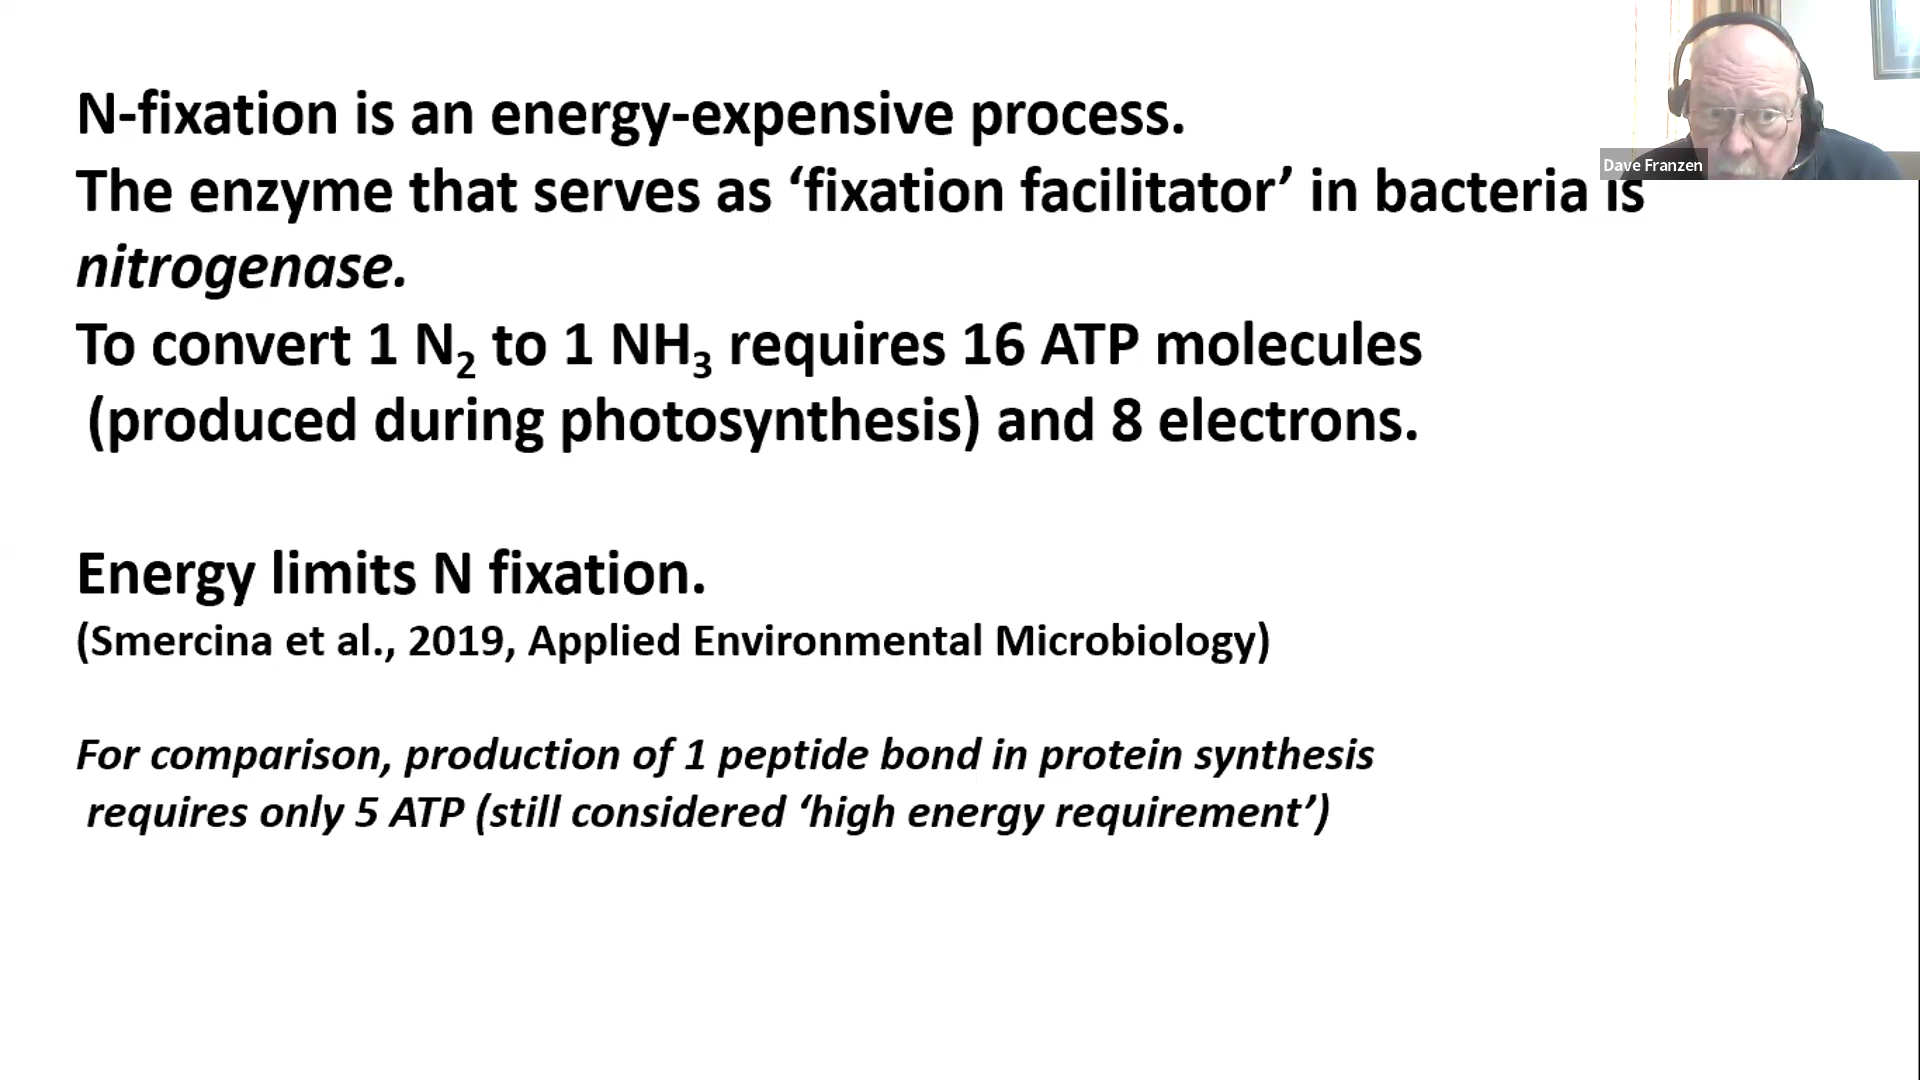 N-fixation is an energy-expensive process.
The enzyme that serves as ‘fixation facilitator’ in bacteria is
nitrogenase.
To convert 1 N₂ to 1 NH₃ requires 16 ATP molecules
(produced during photosynthesis) and 8 electrons.
Energy limits N fixation.
(Smercina et al., 2019, Applied Environmental Microbiology)
For comparison, production of 1 peptide bond in protein synthesis
requires only 5 ATP (still considered ‘high energy requirement’)
Dave Franzen